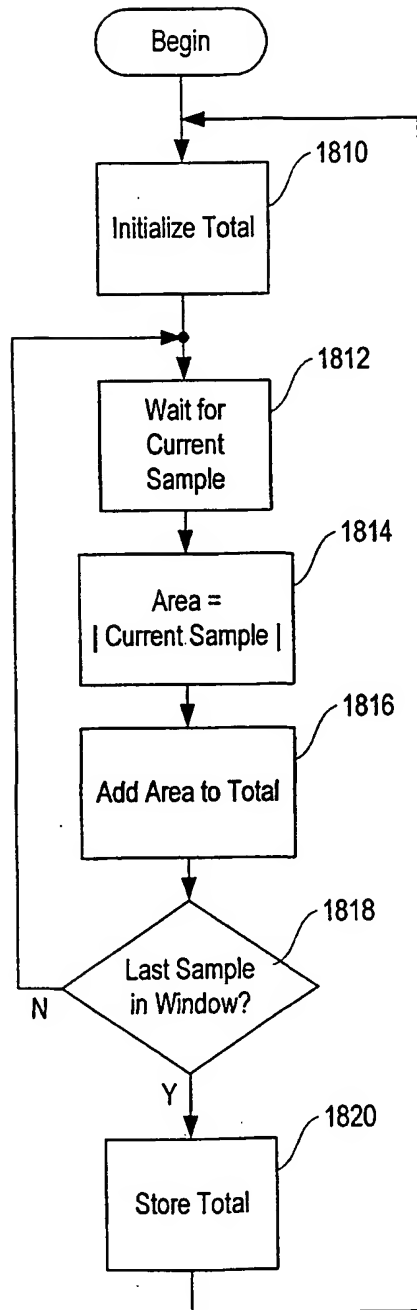 Begin
1810
Initialize Total
1812
Wait for
Current
Sample
1814
Area =
| Current Sample |
1816
Add Area to Total
1818
Last Sample
in Window?
N
Y
1820
Store Total